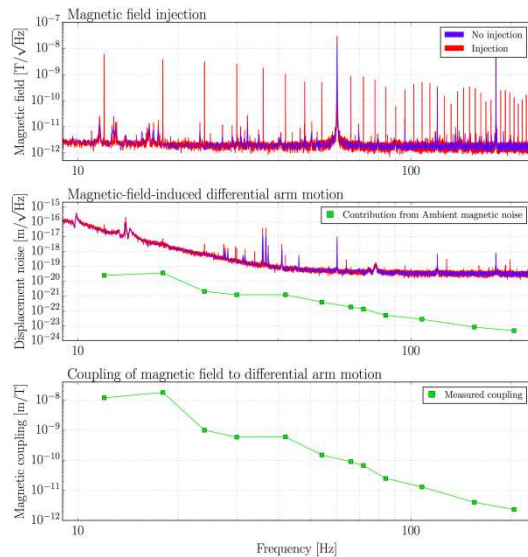 Magnetic field injection
Magnetic field [T/√Hz]
10⁻⁷
10⁻⁸
10⁻⁹
10⁻¹⁰
10⁻¹¹
10⁻¹²
No injection
Injection
10
100
Magnetic-field-induced differential arm motion
Displacement noise [m/√Hz]
10⁻¹⁵
10⁻¹⁶
10⁻¹⁷
10⁻¹⁸
10⁻¹⁹
10⁻²⁰
10⁻²¹
10⁻²²
10⁻²³
10⁻²⁴
Contribution from Ambient magnetic noise
10
100
Coupling of magnetic field to differential arm motion
Magnetic coupling [m/T]
10⁻⁸
10⁻⁹
10⁻¹⁰
10⁻¹¹
10⁻¹²
Measured coupling
10
100
Frequency [Hz]